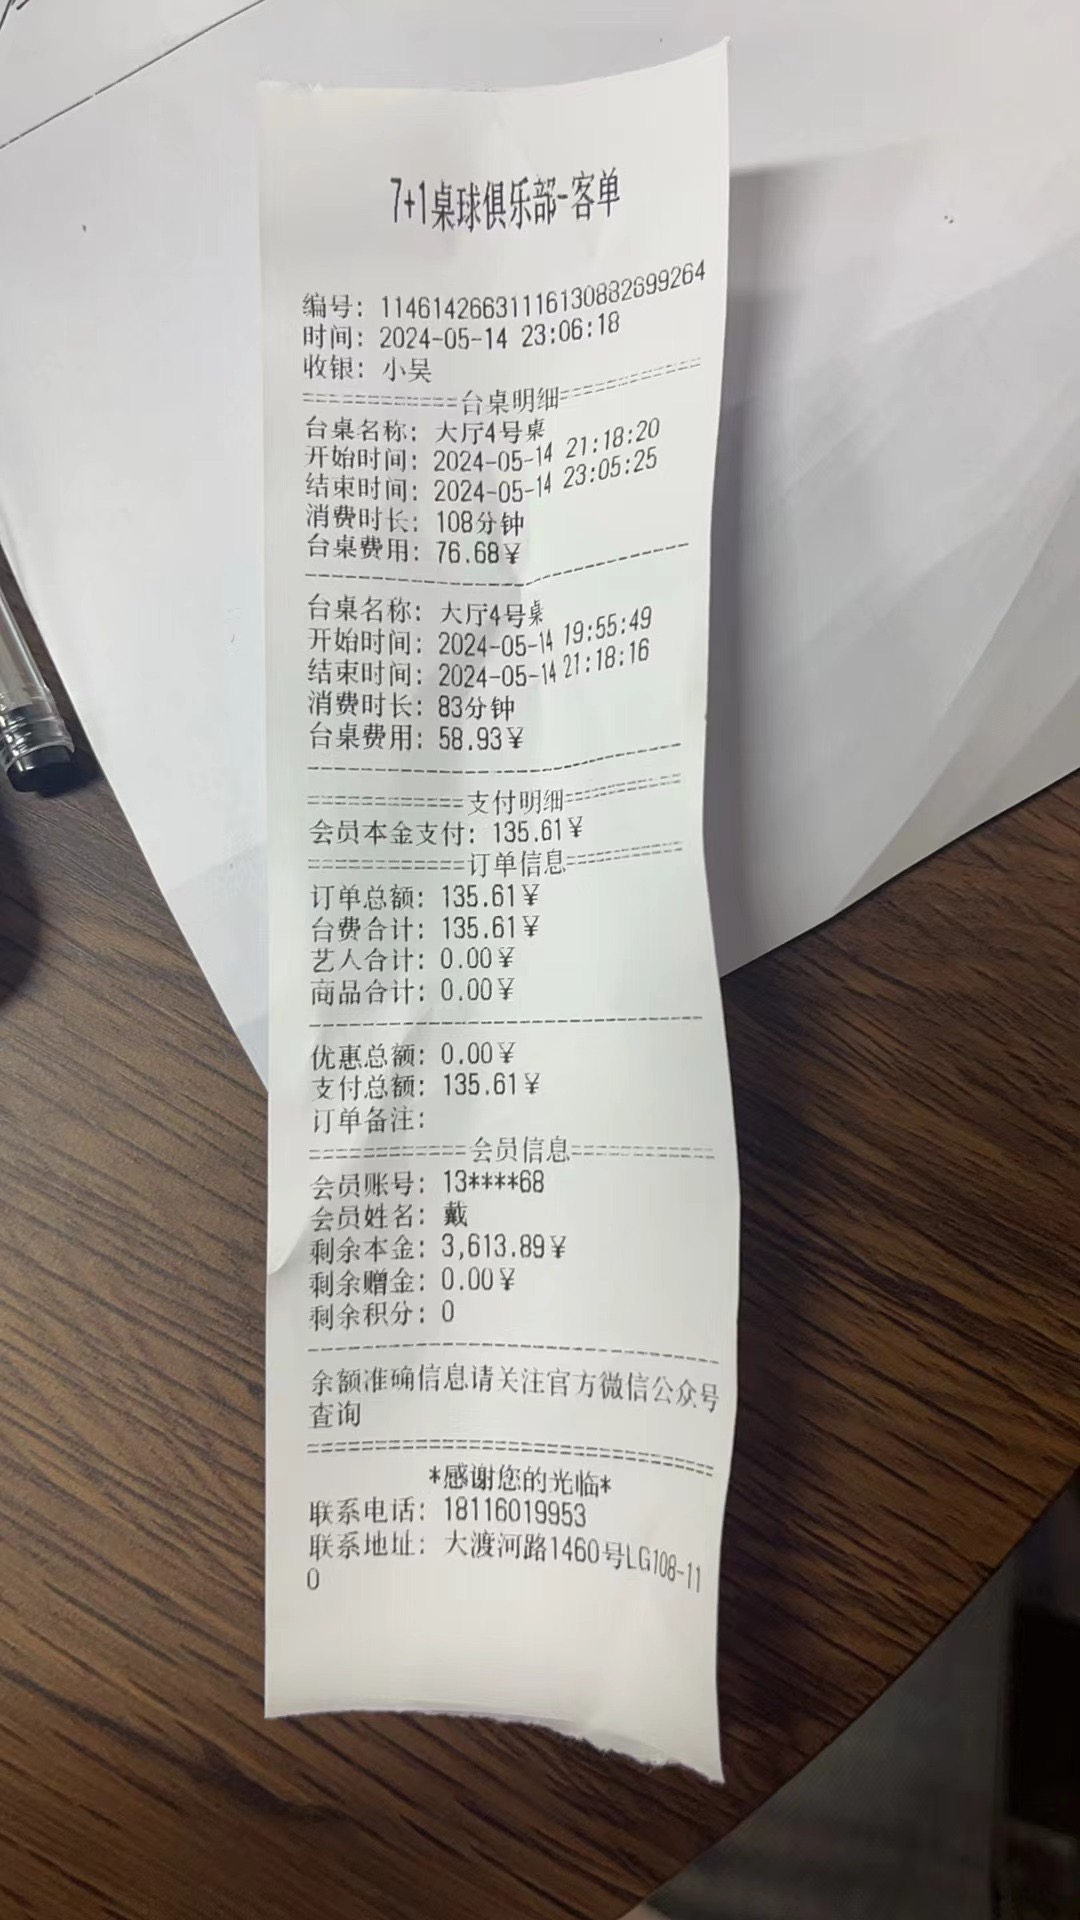 7+1桌球俱乐部-客单
编号: 1146142663111616130882699264
时间: 2024-05-14 23:06:18
收银: 小昊
============台桌明细============
台桌名称: 大厅4号桌
开始时间: 2024-05-14 21:18:20
结束时间: 2024-05-14 23:05:25
消费时长: 108分钟
台桌费用: 76.68¥
--------------------------------
台桌名称: 大厅4号桌
开始时间: 2024-05-14 19:55:49
结束时间: 2024-05-14 21:18:16
消费时长: 83分钟
台桌费用: 58.93¥
--------------------------------
============支付明细============
会员本金支付: 135.61¥
============订单信息============
订单总额: 135.61¥
台费合计: 135.61¥
艺人合计: 0.00¥
商品合计: 0.00¥
--------------------------------
优惠总额: 0.00¥
支付总额: 135.61¥
订单备注:
============会员信息============
会员账号: 13****68
会员姓名: 戴
剩余本金: 3,613.89¥
剩余赠金: 0.00¥
剩余积分: 0
--------------------------------
余额准确信息请关注官方微信公众号
查询
================================
*感谢您的光临*
联系电话: 18116019953
联系地址: 大渡河路1460号LG108-11
0